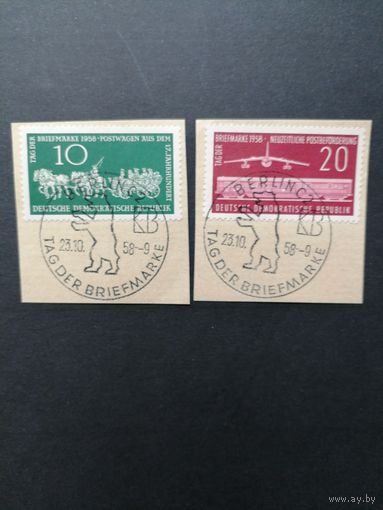 TAG DER
BRIEFMARKE 1958 · POSTWAGEN AUS DEM
17. JAHRHUNDERT
10
DEUTSCHE DEMOKRATISCHE REPUBLIK
BERLIN
23.10. 58-9
KB
TAG DER BRIEFMARKE
TAG DER
BRIEFMARKE 1958 · NEUZEITLICHE POSTBEFÖRDERUNG
20
DEUTSCHE DEMOKRATISCHE REPUBLIK
BERLIN
23.10. 58-9
KB
TAG DER BRIEFMARKE
www.ay.by